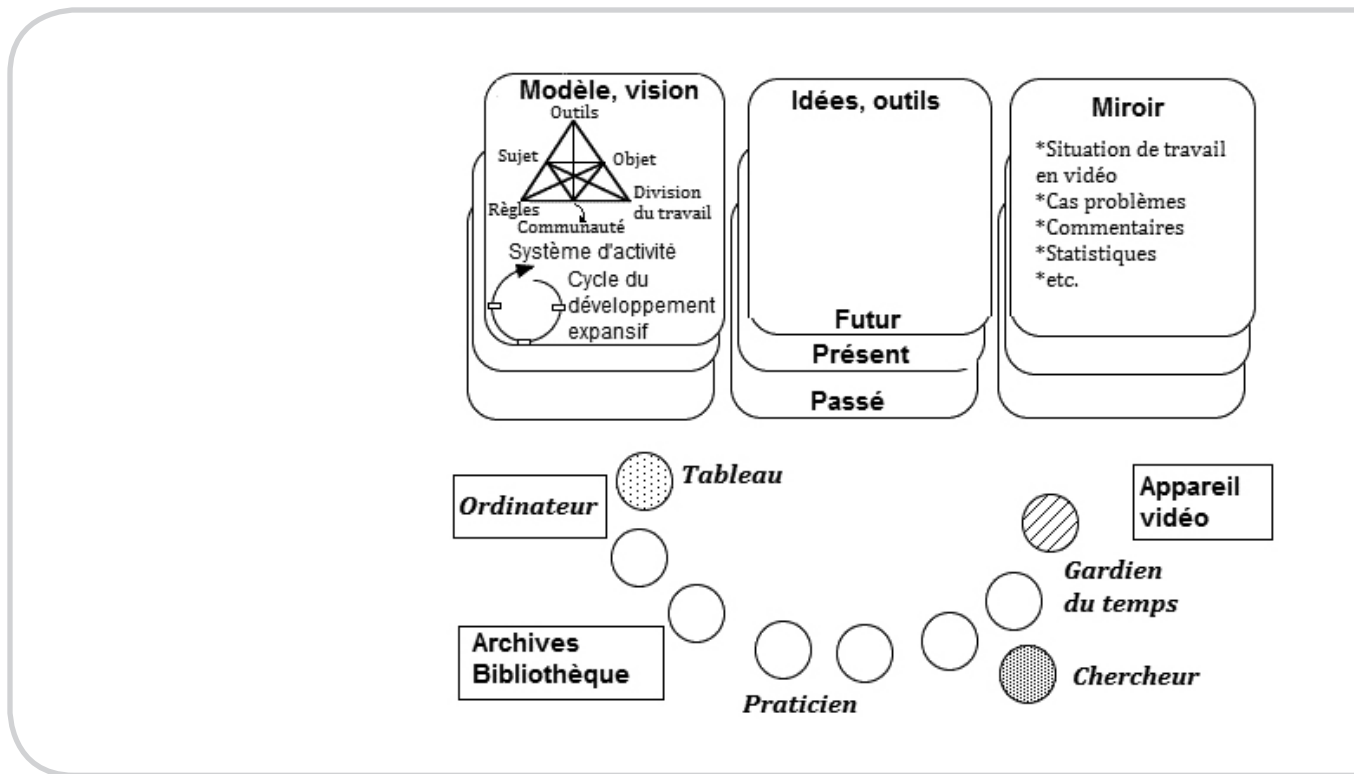 Modèle, vision
Outils
Sujet
Objet
Règles
Division
du travail
Communauté
Système d'activité
Cycle du
développement
expansif
Idées, outils
Futur
Présent
Passé
Miroir
*Situation de travail
en vidéo
*Cas problèmes
*Commentaires
*Statistiques
*etc.
Ordinateur
Tableau
Appareil
vidéo
Gardien
du temps
Archives
Bibliothèque
Praticien
Chercheur